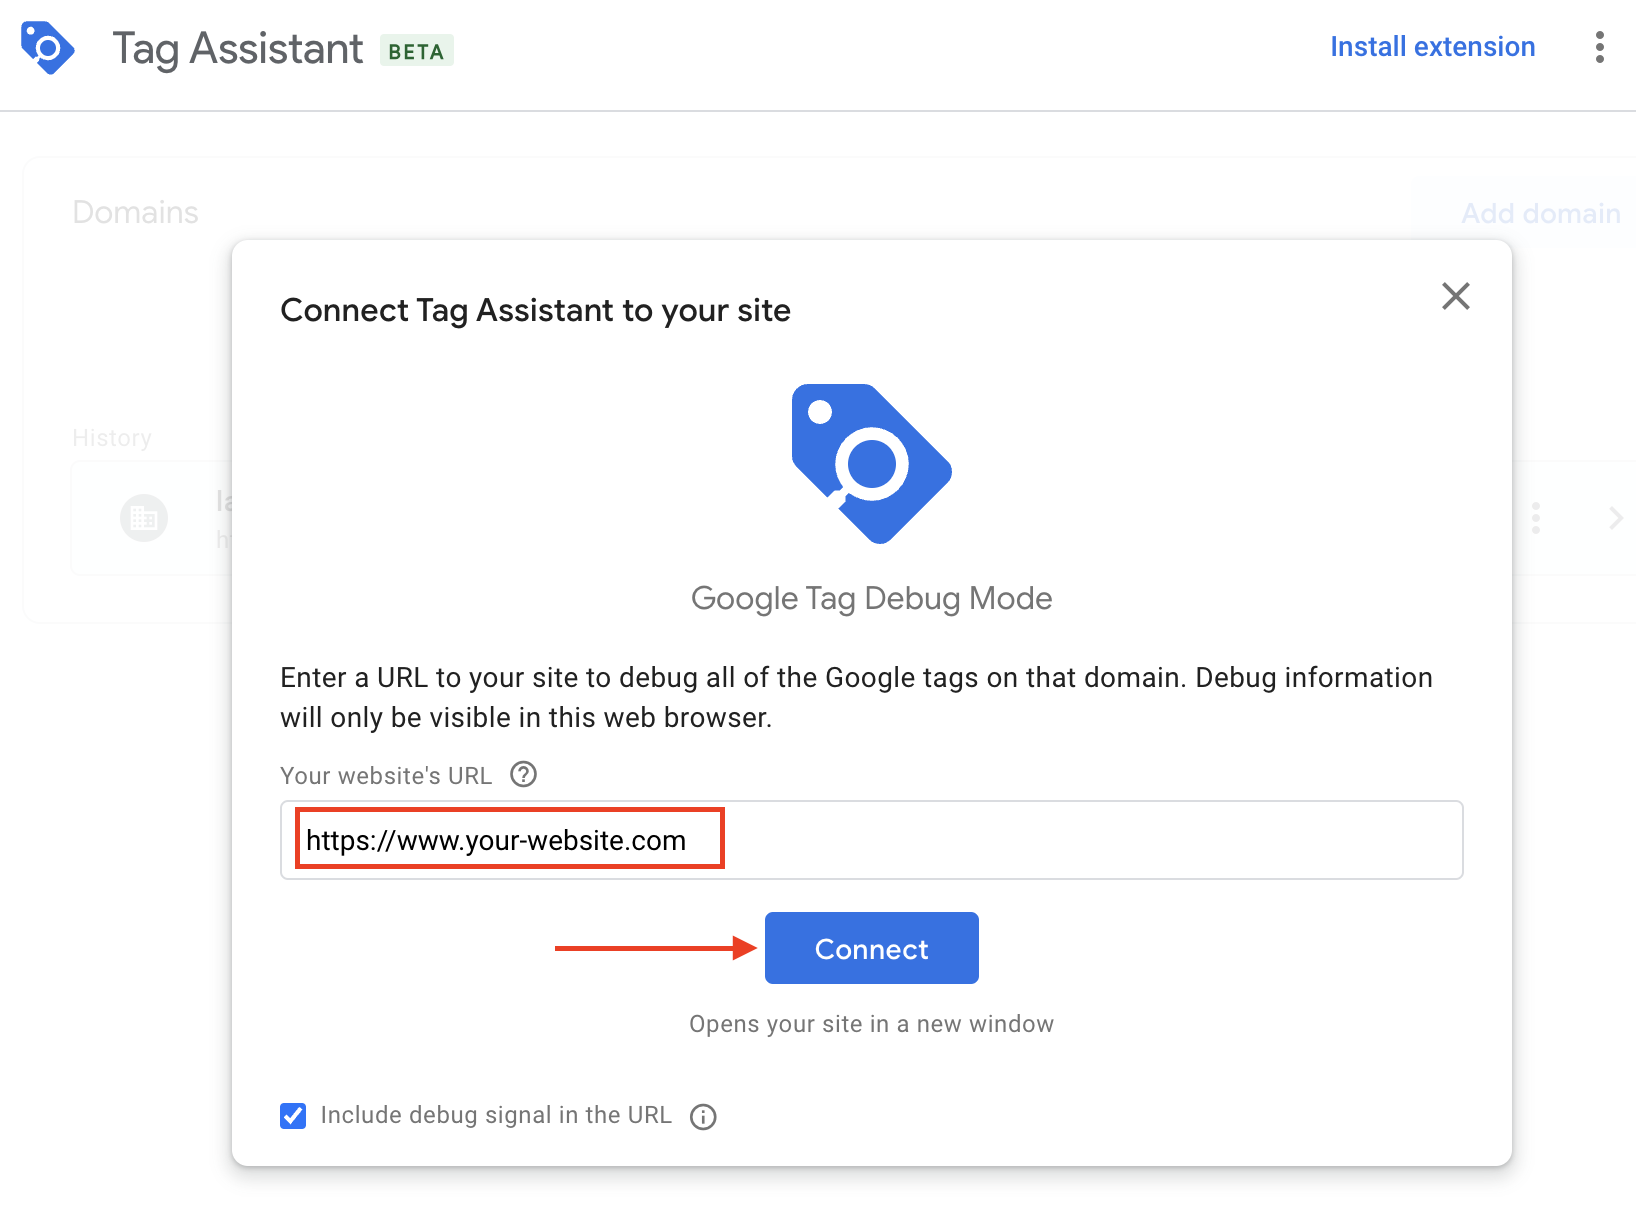 Tag Assistant BETA
Install extension
Domains
Add domain
Connect Tag Assistant to your site
History
Google Tag Debug Mode
Enter a URL to your site to debug all of the Google tags on that domain. Debug information
will only be visible in this web browser.
Your website's URL
https://www.your-website.com
Connect
Opens your site in a new window
Include debug signal in the URL